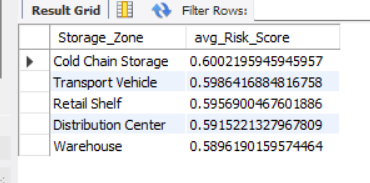 Result Grid Filter Rows:
Storage_Zone avg_Risk_Score
Cold Chain Storage 0.6002195945945957
Transport Vehicle 0.5986416884816758
Retail Shelf 0.5956900467601886
Distribution Center 0.5915221327967809
Warehouse 0.5896190159574464